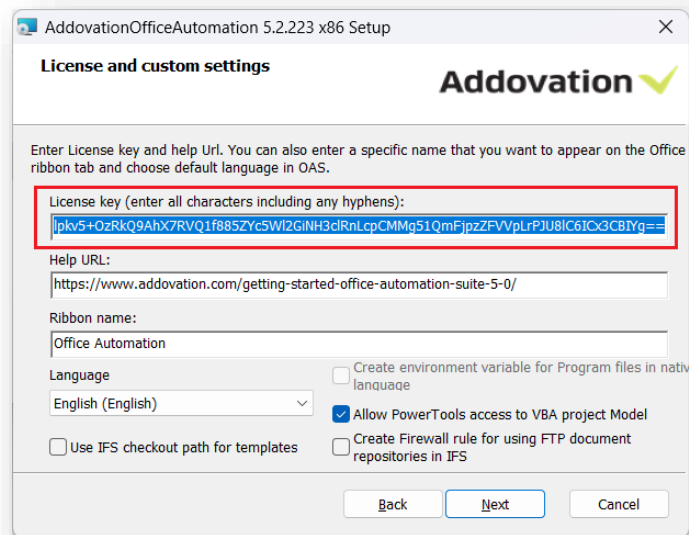 AddovationOfficeAutomation 5.2.223 x86 Setup
License and custom settings
Addovation
Enter License key and help Url. You can also enter a specific name that you want to appear on the Office
ribbon tab and choose default language in OAS.
License key (enter all characters including any hyphens):
lpkv5+OzRkQ9AhX7RVQ1f885ZYc5Wl2GiNH3clRnLcpCMMg51QmFjpzZFVVpLrPJU8lC6ICx3CBIYg==
Help URL:
https://www.addovation.com/getting-started-office-automation-suite-5-0/
Ribbon name:
Office Automation
Language
English (English)
Create environment variable for Program files in nativ
language
Allow PowerTools access to VBA project Model
Use IFS checkout path for templates
Create Firewall rule for using FTP document
repositories in IFS
Back
Next
Cancel